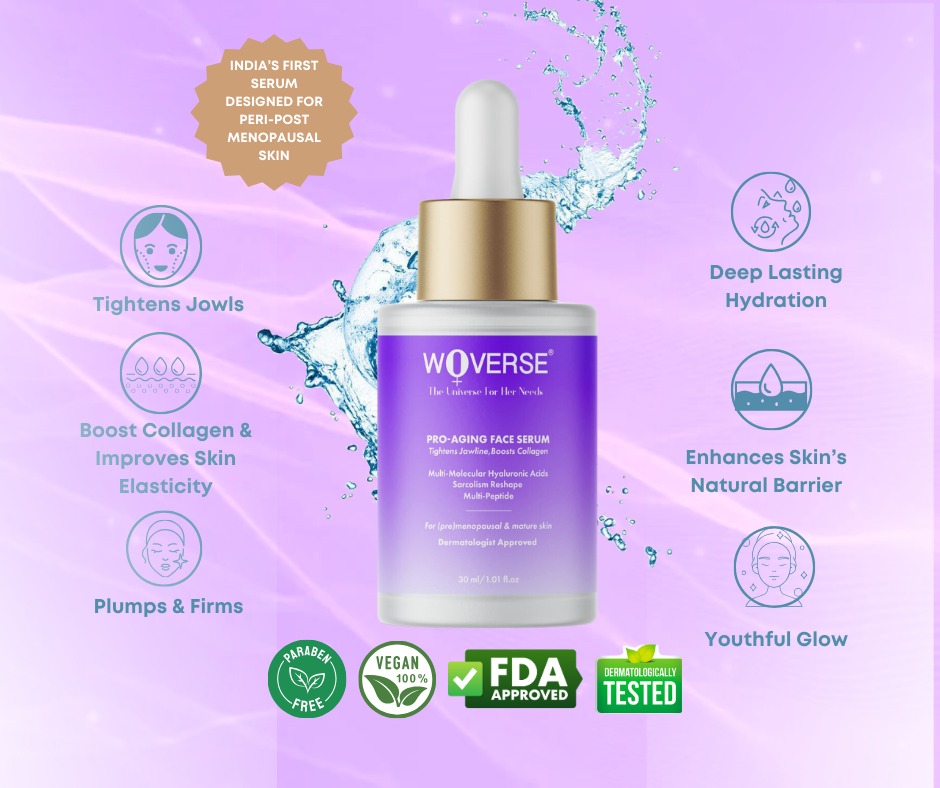 INDIA'S FIRST
SERUM
DESIGNED FOR
PERI-POST
MENOPAUSAL
SKIN
Tightens Jowls
Boost Collagen &
Improves Skin
Elasticity
Plumps & Firms
WOVERSE®
The Universe For Her Needs
PRO-AGING FACE SERUM
Tightens Jawline, Boosts Collagen
Multi-Molecular Hyaluronic Acids
Sarcolism Reshape
Multi-Peptide
For (pre)menopausal & mature skin
Dermatologist Approved
30 ml/1.01 fl.oz
Deep Lasting
Hydration
Enhances Skin's
Natural Barrier
Youthful Glow
PARABEN
FREE
VEGAN
100%
FDA
APPROVED
DERMATOLOGICALLY
TESTED